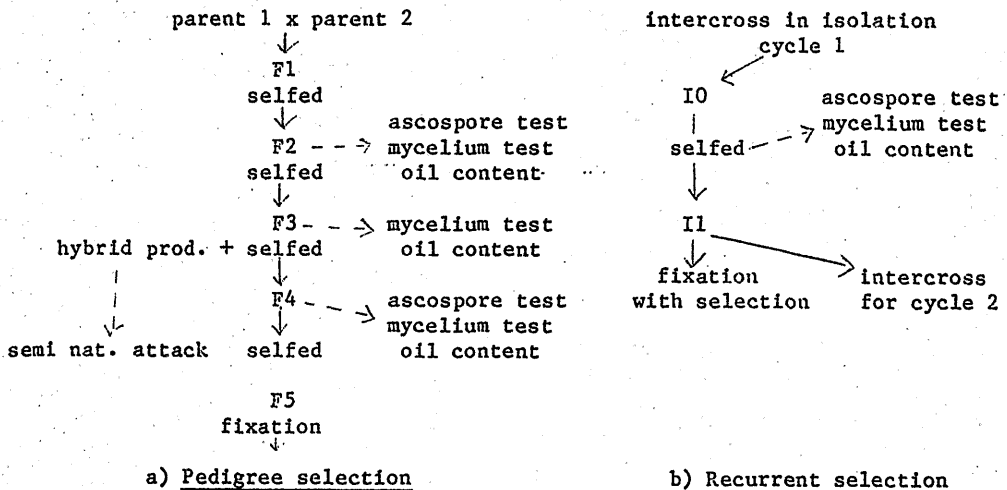 parent 1 x parent 2
F1
selfed
F2
selfed
ascospore test
mycelium test
oil content
F3
hybrid prod. + selfed
mycelium test
oil content
F4
semi nat. attack
selfed
ascospore test
mycelium test
oil content
F5
fixation
a) Pedigree selection
intercross in isolation
cycle 1
I0
selfed
ascospore test
mycelium test
oil content
I1
fixation
with selection
intercross
for cycle 2
b) Recurrent selection